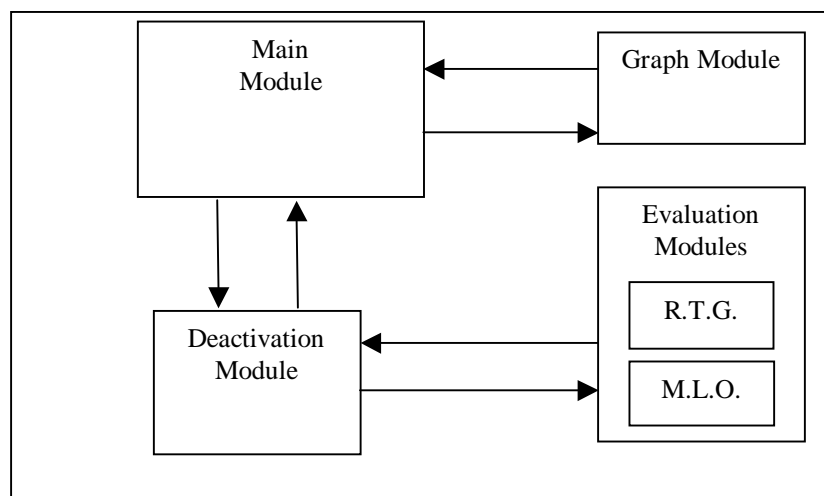 Main
Module
Graph Module
Evaluation
Modules
R.T.G.
M.L.O.
Deactivation
Module